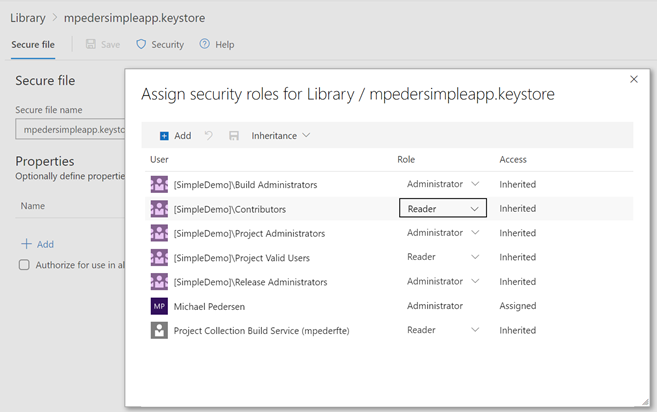 Library > mpedersimpleapp.keystore
Secure file Save Security Help
Secure file
Secure file name
mpedersimpleapp.keystc
Properties
Optionally define propertie
Name
+ Add
Authorize for use in al
Assign security roles for Library / mpedersimpleapp.keystore
Add Inheritance
User Role Access
[SimpleDemo]\Build Administrators Administrator Inherited
[SimpleDemo]\Contributors Reader Inherited
[SimpleDemo]\Project Administrators Administrator Inherited
[SimpleDemo]\Project Valid Users Reader Inherited
[SimpleDemo]\Release Administrators Administrator Inherited
MP Michael Pedersen Administrator Assigned
Project Collection Build Service (mpederfte) Reader Inherited